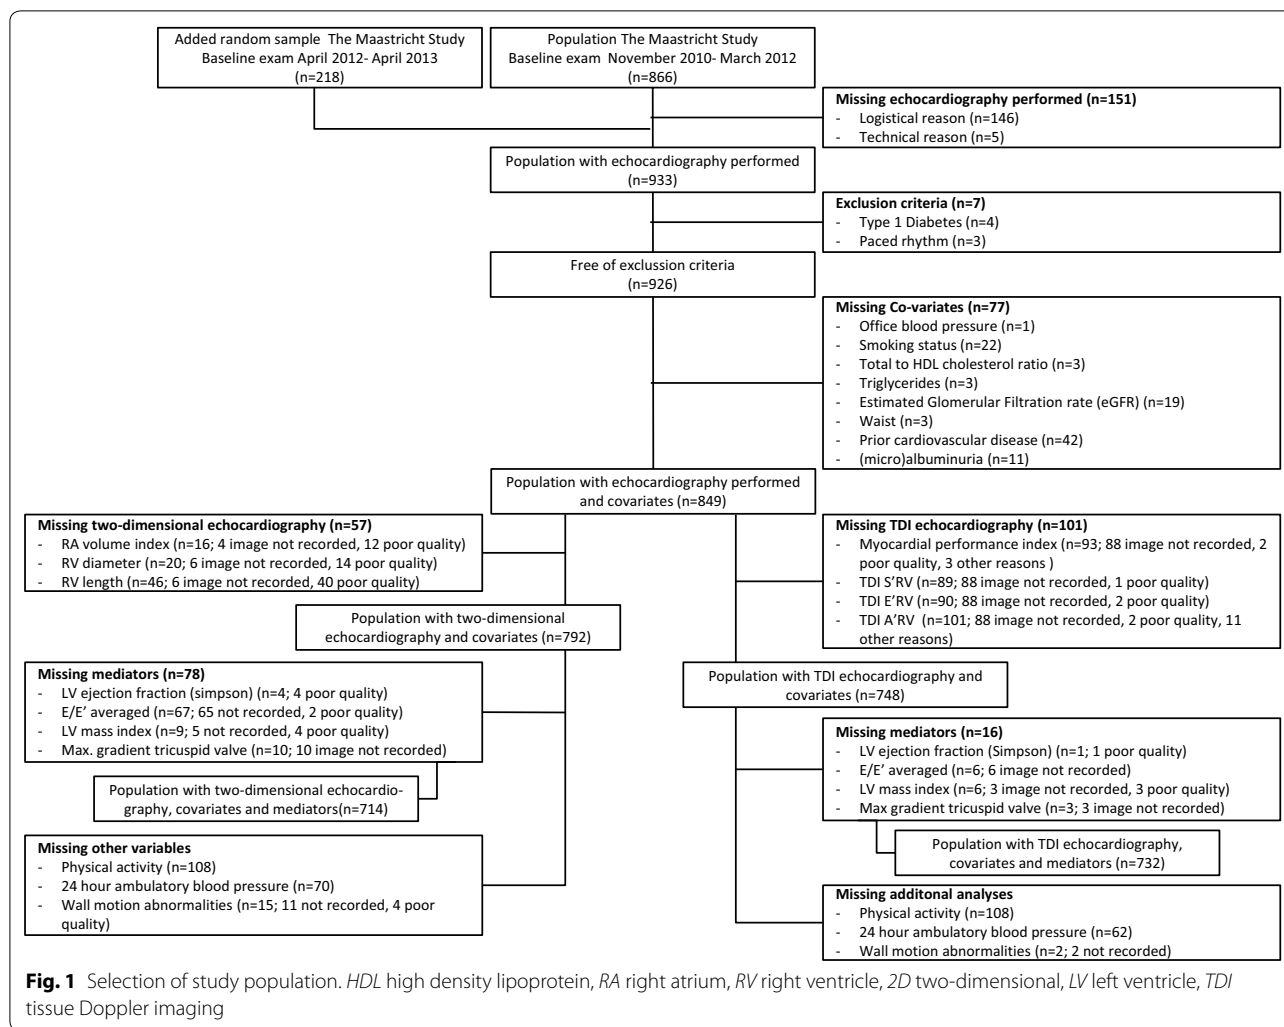 Added random sample The Maastricht Study
Baseline exam April 2012- April 2013
(n=218)
Population The Maastricht Study
Baseline exam November 2010- March 2012
(n=866)
Missing echocardiography performed (n=151)
- Logistical reason (n=146)
- Technical reason (n=5)
Population with echocardiography performed
(n=933)
Exclusion criteria (n=7)
- Type 1 Diabetes (n=4)
- Paced rhythm (n=3)
Free of exclussion criteria
(n=926)
Missing Co-variates (n=77)
- Office blood pressure (n=1)
- Smoking status (n=22)
- Total to HDL cholesterol ratio (n=3)
- Triglycerides (n=3)
- Estimated Glomerular Filtration rate (eGFR) (n=19)
- Waist (n=3)
- Prior cardiovascular disease (n=42)
- (micro)albuminuria (n=11)
Population with echocardiography performed
and covariates (n=849)
Missing two-dimensional echocardiography (n=57)
- RA volume index (n=16; 4 image not recorded, 12 poor quality)
- RV diameter (n=20; 6 image not recorded, 14 poor quality)
- RV length (n=46; 6 image not recorded, 40 poor quality)
Missing TDI echocardiography (n=101)
- Myocardial performance index (n=93; 88 image not recorded, 2
poor quality, 3 other reasons )
- TDI S’RV (n=89; 88 image not recorded, 1 poor quality)
- TDI E’RV (n=90; 88 image not recorded, 2 poor quality)
- TDI A’RV (n=101; 88 image not recorded, 2 poor quality, 11
other reasons)
Population with two-dimensional
echocardiography and covariates (n=792)
Missing mediators (n=78)
- LV ejection fraction (simpson) (n=4; 4 poor quality)
- E/E’ averaged (n=67; 65 not recorded, 2 poor quality)
- LV mass index (n=9; 5 not recorded, 4 poor quality)
- Max. gradient tricuspid valve (n=10; 10 image not recorded)
Population with TDI echocardiography and
covariates (n=748)
Missing mediators (n=16)
- LV ejection fraction (Simpson) (n=1; 1 poor quality)
- E/E’ averaged (n=6; 6 image not recorded)
- LV mass index (n=6; 3 image not recorded, 3 poor quality)
- Max gradient tricuspid valve (n=3; 3 image not recorded)
Population with two-dimensional echocardio-
graphy, covariates and mediators(n=714)
Population with TDI echocardiography,
covariates and mediators (n=732)
Missing other variables
- Physical activity (n=108)
- 24 hour ambulatory blood pressure (n=70)
- Wall motion abnormalities (n=15; 11 not recorded, 4 poor
quality)
Missing additonal analyses
- Physical activity (n=108)
- 24 hour ambulatory blood pressure (n=62)
- Wall motion abnormalities (n=2; 2 not recorded)
Fig. 1 Selection of study population. HDL high density lipoprotein, RA right atrium, RV right ventricle, 2D two-dimensional, LV left ventricle, TDI
tissue Doppler imaging